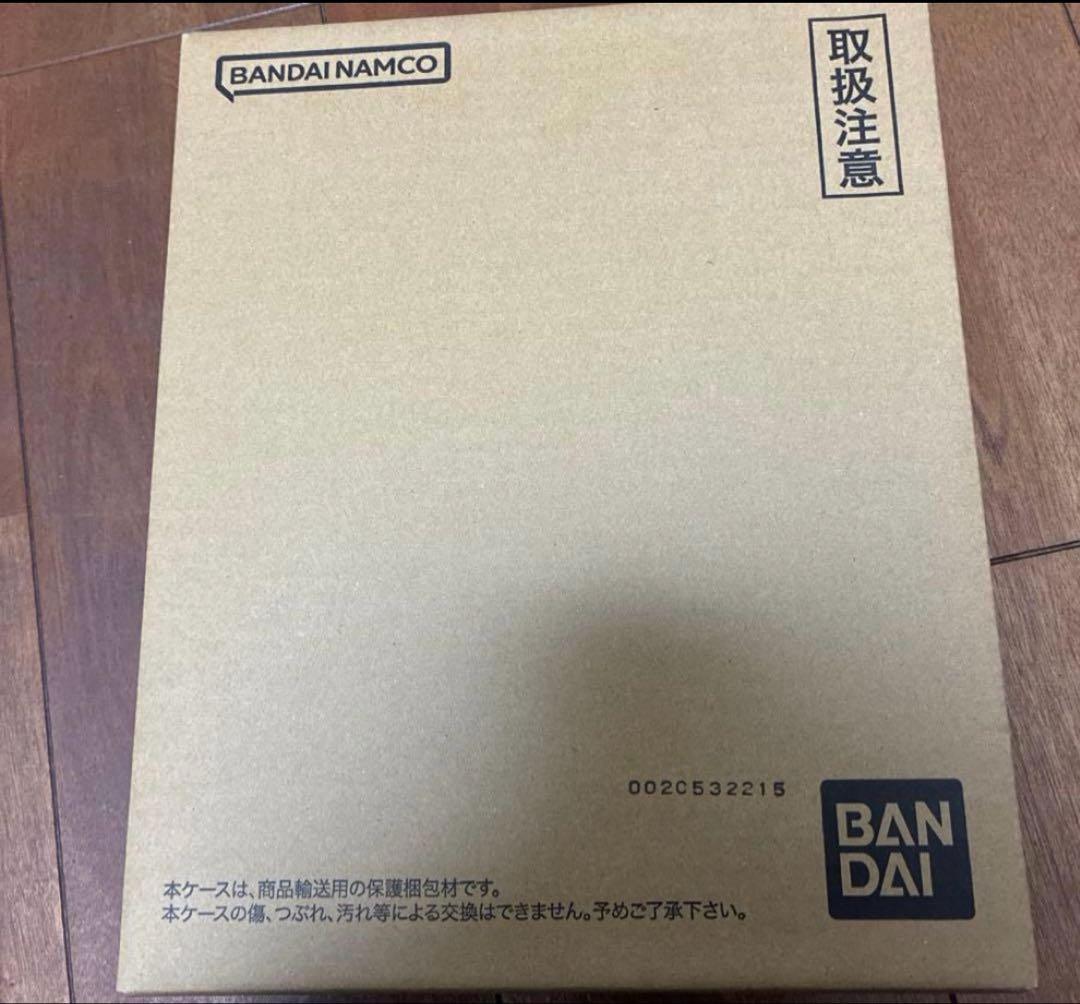 BANDAI NAMCO
取扱注意
002C532215
BAN
DAI
本ケースは、商品輸送用の保護梱包材です。
本ケースの傷、つぶれ、汚れ等による交換はできません。予めご了承下さい。